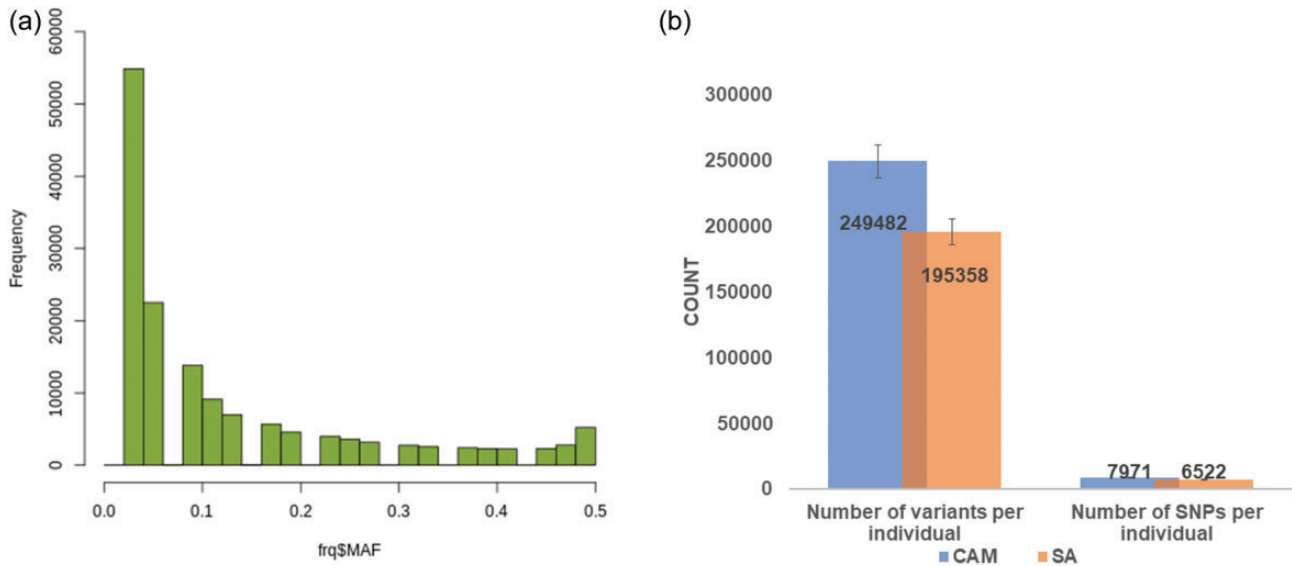 (a)
60000
50000
40000
30000
20000
10000
0
Frequency
0.0 0.1 0.2 0.3 0.4 0.5
frq$MAF
(b)
300000
250000
200000
150000
100000
50000
0
COUNT
249482
195358
7971 6522
Number of variants per
individual
Number of SNPs per
individual
CAM SA